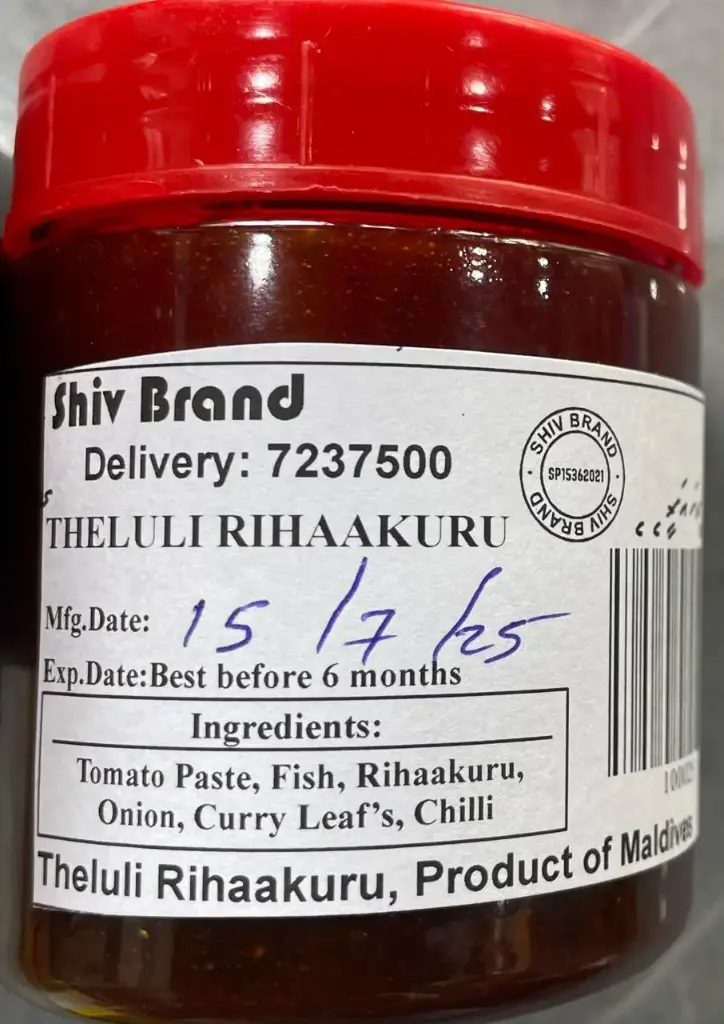 Shiv Brand
Delivery: 7237500
SHIV BRAND
SP15362021
SHIV BRAND
THELULI RIHAAKURU
Mfg.Date: 15/7/25
Exp.Date:Best before 6 months
Ingredients:
Tomato Paste, Fish, Rihaakuru,
Onion, Curry Leaf's, Chilli
Theluli Rihaakuru, Product of Maldives